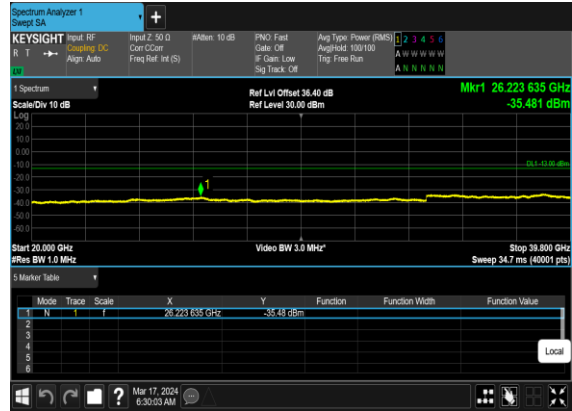 Spectrum Analyzer 1
Swept SA
+
KEYSIGHT Input: RF Input Z: 50 Ω #Atten: 10 dB PNO: Fast Avg Type: Power (RMS) 1 2 3 4 5 6
R T Coupling: DC Corr CCorr Gate: Off Avg|Hold: 100/100 A W W W W W
Align: Auto Freq Ref: Int (S) IF Gain: Low Trig: Free Run
Sig Track: Off A N N N N N
1 Spectrum Ref Lvl Offset 36.40 dB Mkr1 26.223 635 GHz
Scale/Div 10 dB Ref Level 30.00 dBm -35.481 dBm
Log
20.0
10.0
0.00
-10.0 DL1 -13.00 dBm
-20.0
-30.0 1
-40.0
-50.0
-60.0
Start 20.000 GHz Video BW 3.0 MHz* Stop 39.800 GHz
#Res BW 1.0 MHz Sweep 34.7 ms (40001 pts)
5 Marker Table
Mode Trace Scale X Y Function Function Width Function Value
1 N 1 f 26.223 635 GHz -35.48 dBm
2
3
4
5
6
Local
? Mar 17, 2024
6:30:03 AM